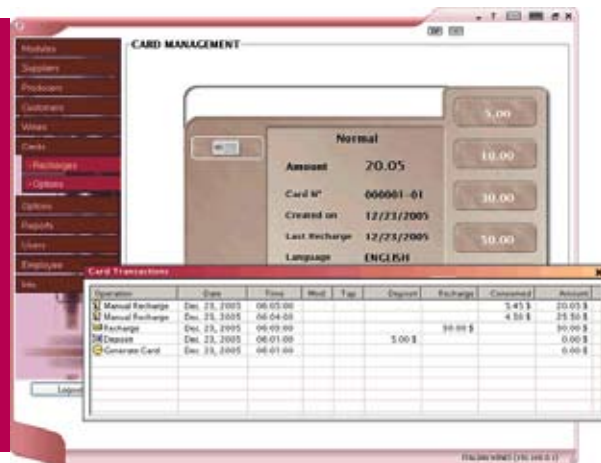 CARD MANAGEMENT
Modules
Suppliers
Producers
Customers
Wines
Cards
-Recharges
-Options
Options
Reports
Users
Employee
Info
Logout
5,00
10.00
30.00
50.00
Normal
Amount 20.05
Card N° 000001-01
Created on 12/23/2005
Last Recharge 12/23/2005
Language ENGLISH
Card Transactions
Operation Date Time Mod. Tap Deposit Recharge Consumed Amount
Manual Recharge Dec. 23, 2005 06:05:00 5.45 $ 20.05 $
Manual Recharge Dec. 23, 2005 06:04:00 4.50 $ 25.50 $
Recharge Dec. 23, 2005 06:03:00 30.00 $ 30.00 $
Deposit Dec. 23, 2005 06:01:00 5.00 $ 0.00 $
Generate Card Dec. 23, 2005 06:01:00 0.00 $